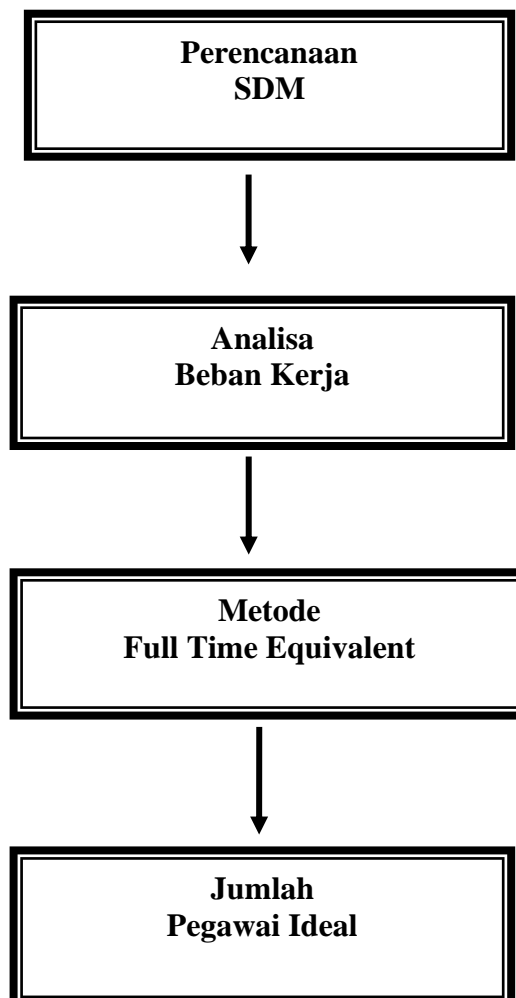 Perencanaan
SDM
Analisa
Beban Kerja
Metode
Full Time Equivalent
Jumlah
Pegawai Ideal